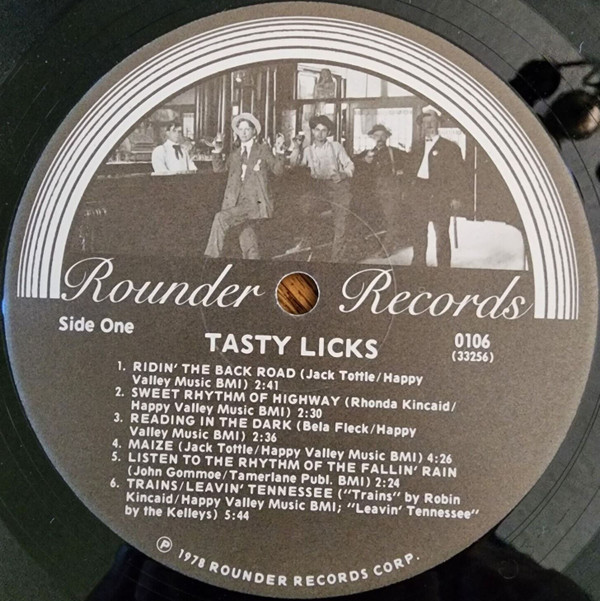 Rounder Records
Side One
TASTY LICKS
0106
(33256)
1. RIDIN' THE BACK ROAD (Jack Tottle/Happy
Valley Music BMI) 2:41
2. SWEET RHYTHM OF HIGHWAY (Rhonda Kincaid/
Happy Valley Music BMI) 2:30
3. READING IN THE DARK (Bela Fleck/Happy
Valley Music BMI) 2:36
4. MAIZE (Jack Tottle/Happy Valley Music BMI) 4:26
5. LISTEN TO THE RHYTHM OF THE FALLIN' RAIN
(John Gommoe/Tamerlane Publ. BMI) 2:24
6. TRAINS/LEAVIN' TENNESSEE ("Trains" by Robin
Kincaid/Happy Valley Music BMI; "Leavin' Tennessee"
by the Kelleys) 5:44
℗ 1978 ROUNDER RECORDS CORP.